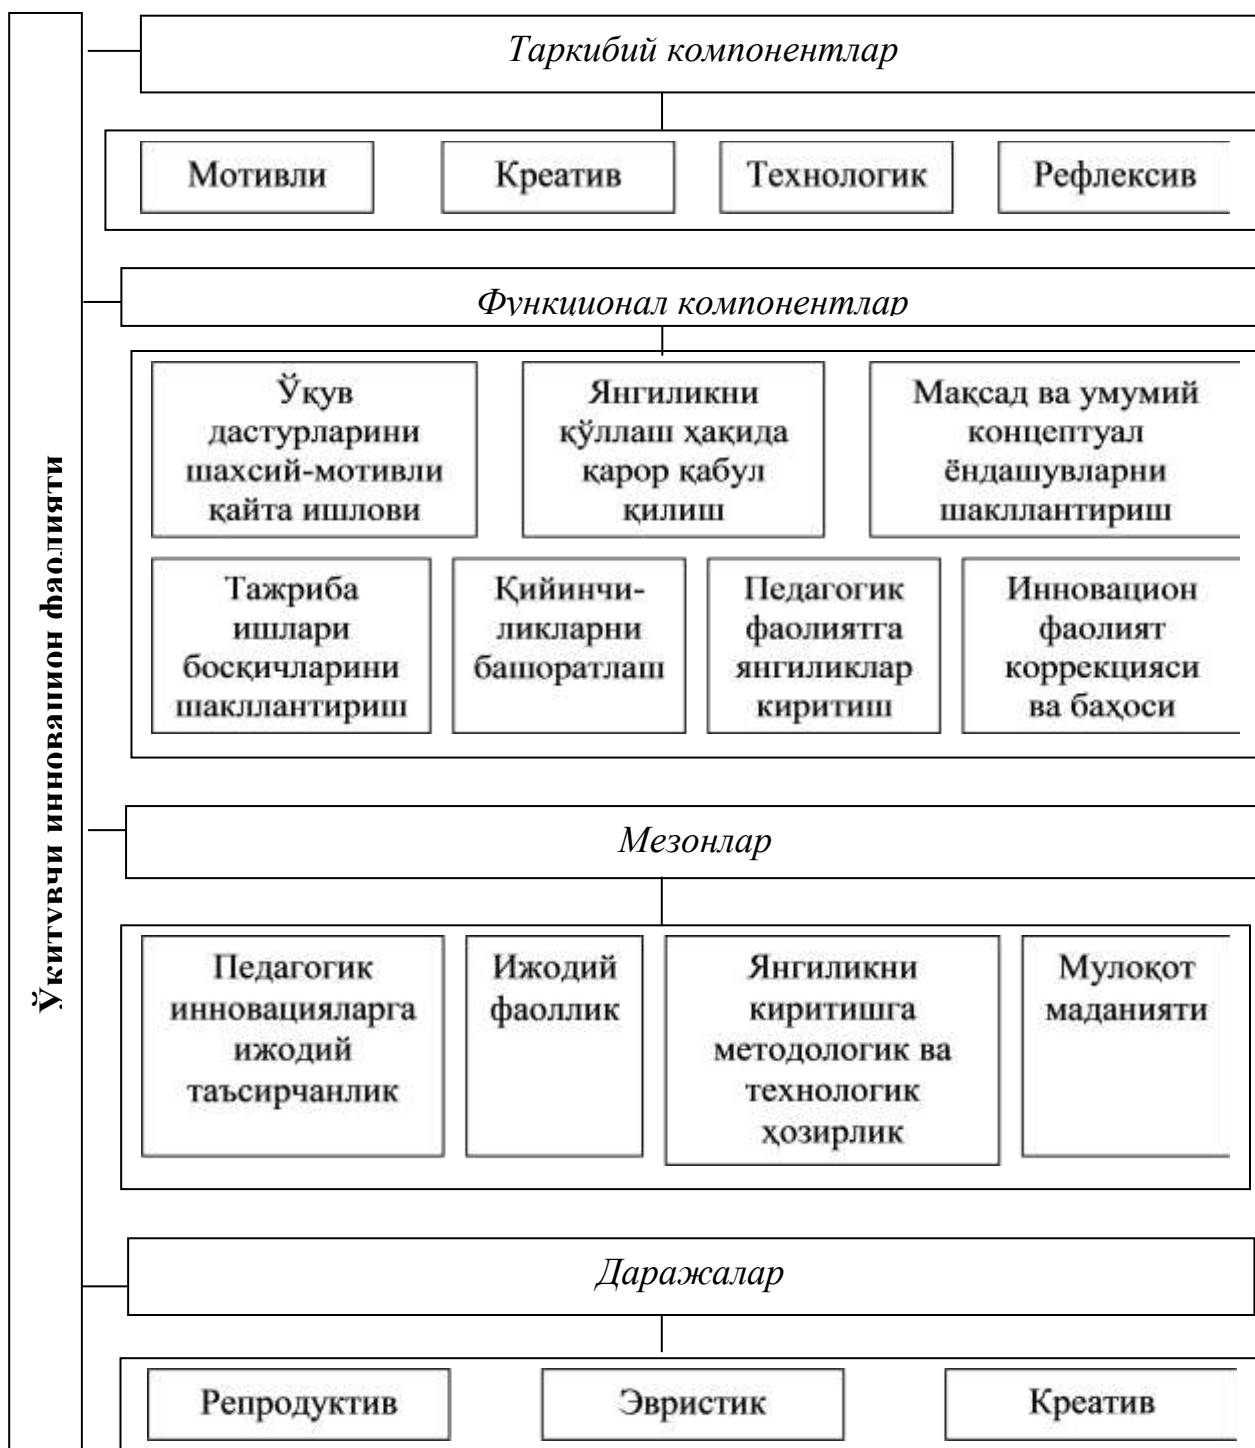 Ўқитувчи инновацион фаолияти
Таркибий компонентлар
Мотивли
Креатив
Технологик
Рефлексив
Функционал компонентлар
Ўқув
дастурларини
шахсий-мотивли
қайта ишлови
Янгиликни
қўллаш ҳақида
қарор қабул
қилиш
Мақсад ва умумий
концептуал
ёндашувларни
шакллантириш
Тажриба
ишлари
босқичларини
шакллантириш
Қийинчи-
ликларни
башоратлаш
Педагогик
фаолиятга
янгиликлар
киритиш
Инновацион
фаолият
коррекцияси
ва баҳоси
Мезонлар
Педагогик
инновацияларга
ижодий
таъсирчанлик
Ижодий
фаоллик
Янгиликни
киритишга
методологик ва
технологик
ҳозирлик
Мулоқот
маданияти
Даражалар
Репродуктив
Эвристик
Креатив